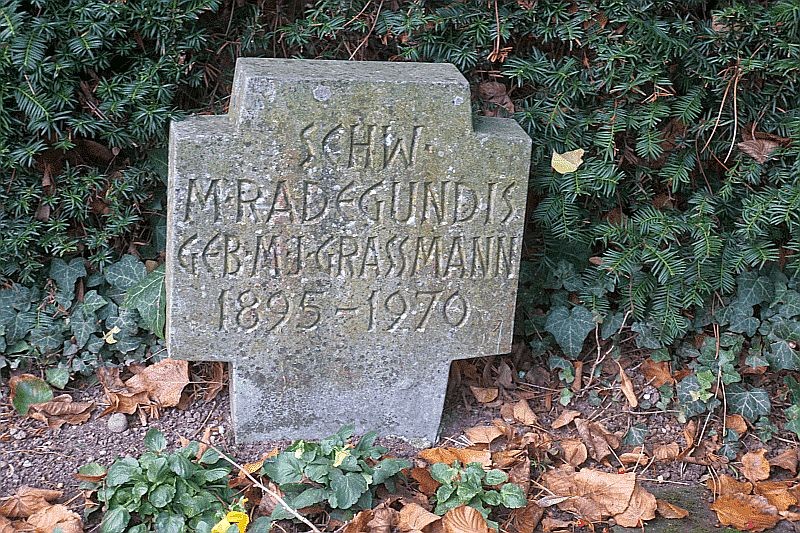 SCHW·
M·RADEGUNDIS
GEB·M·J·GRASSMANN
1895-1970